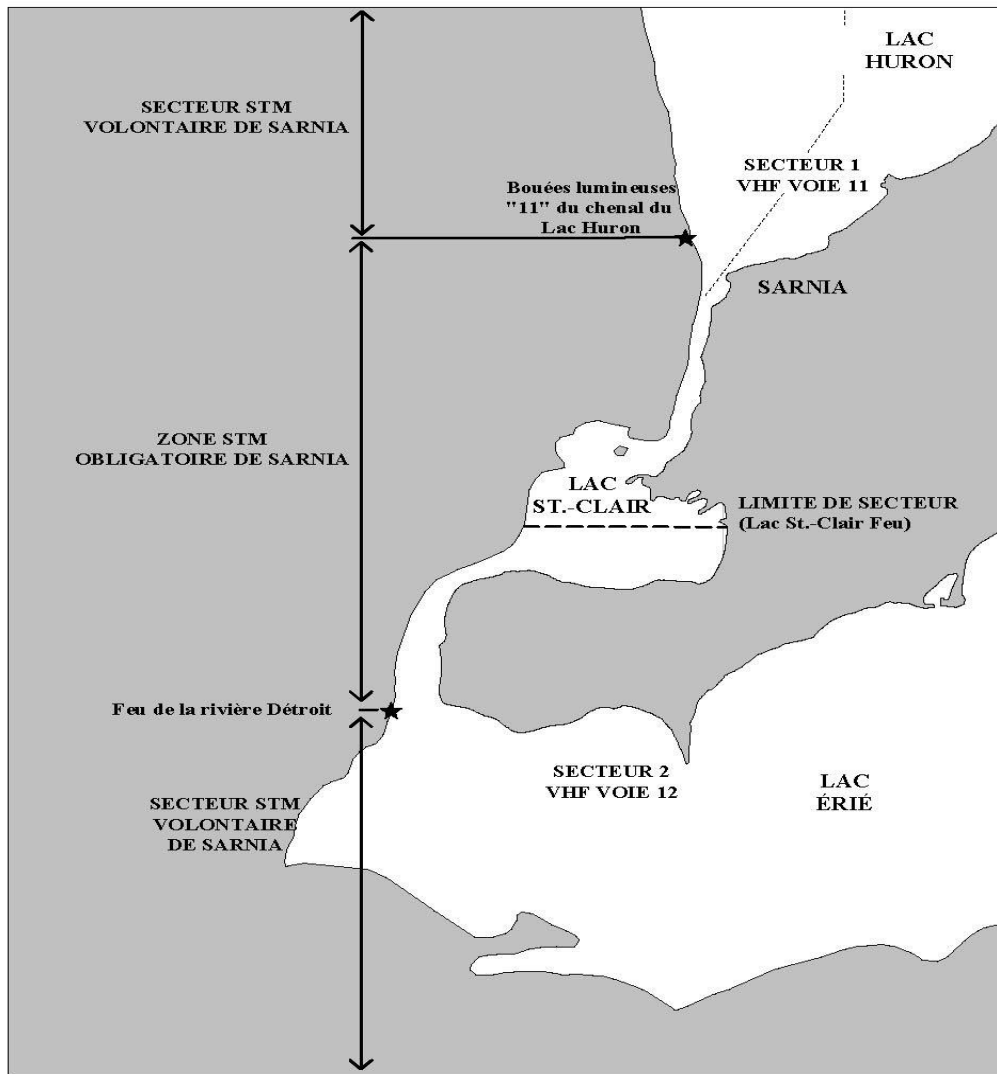 LAC
HURON
SECTEUR STM
VOLONTAIRE DE SARNIA
SECTEUR 1
VHF VOIE 11
Bouées lumineuses
"11" du chenal du
Lac Huron
SARNIA
ZONE STM
OBLIGATOIRE DE SARNIA
LAC
ST.-CLAIR
LIMITE DE SECTEUR
(Lac St.-Clair Feu)
Feu de la rivière Détroit
SECTEUR 2
VHF VOIE 12
LAC
ÉRIÉ
SECTEUR STM
VOLONTAIRE
DE SARNIA